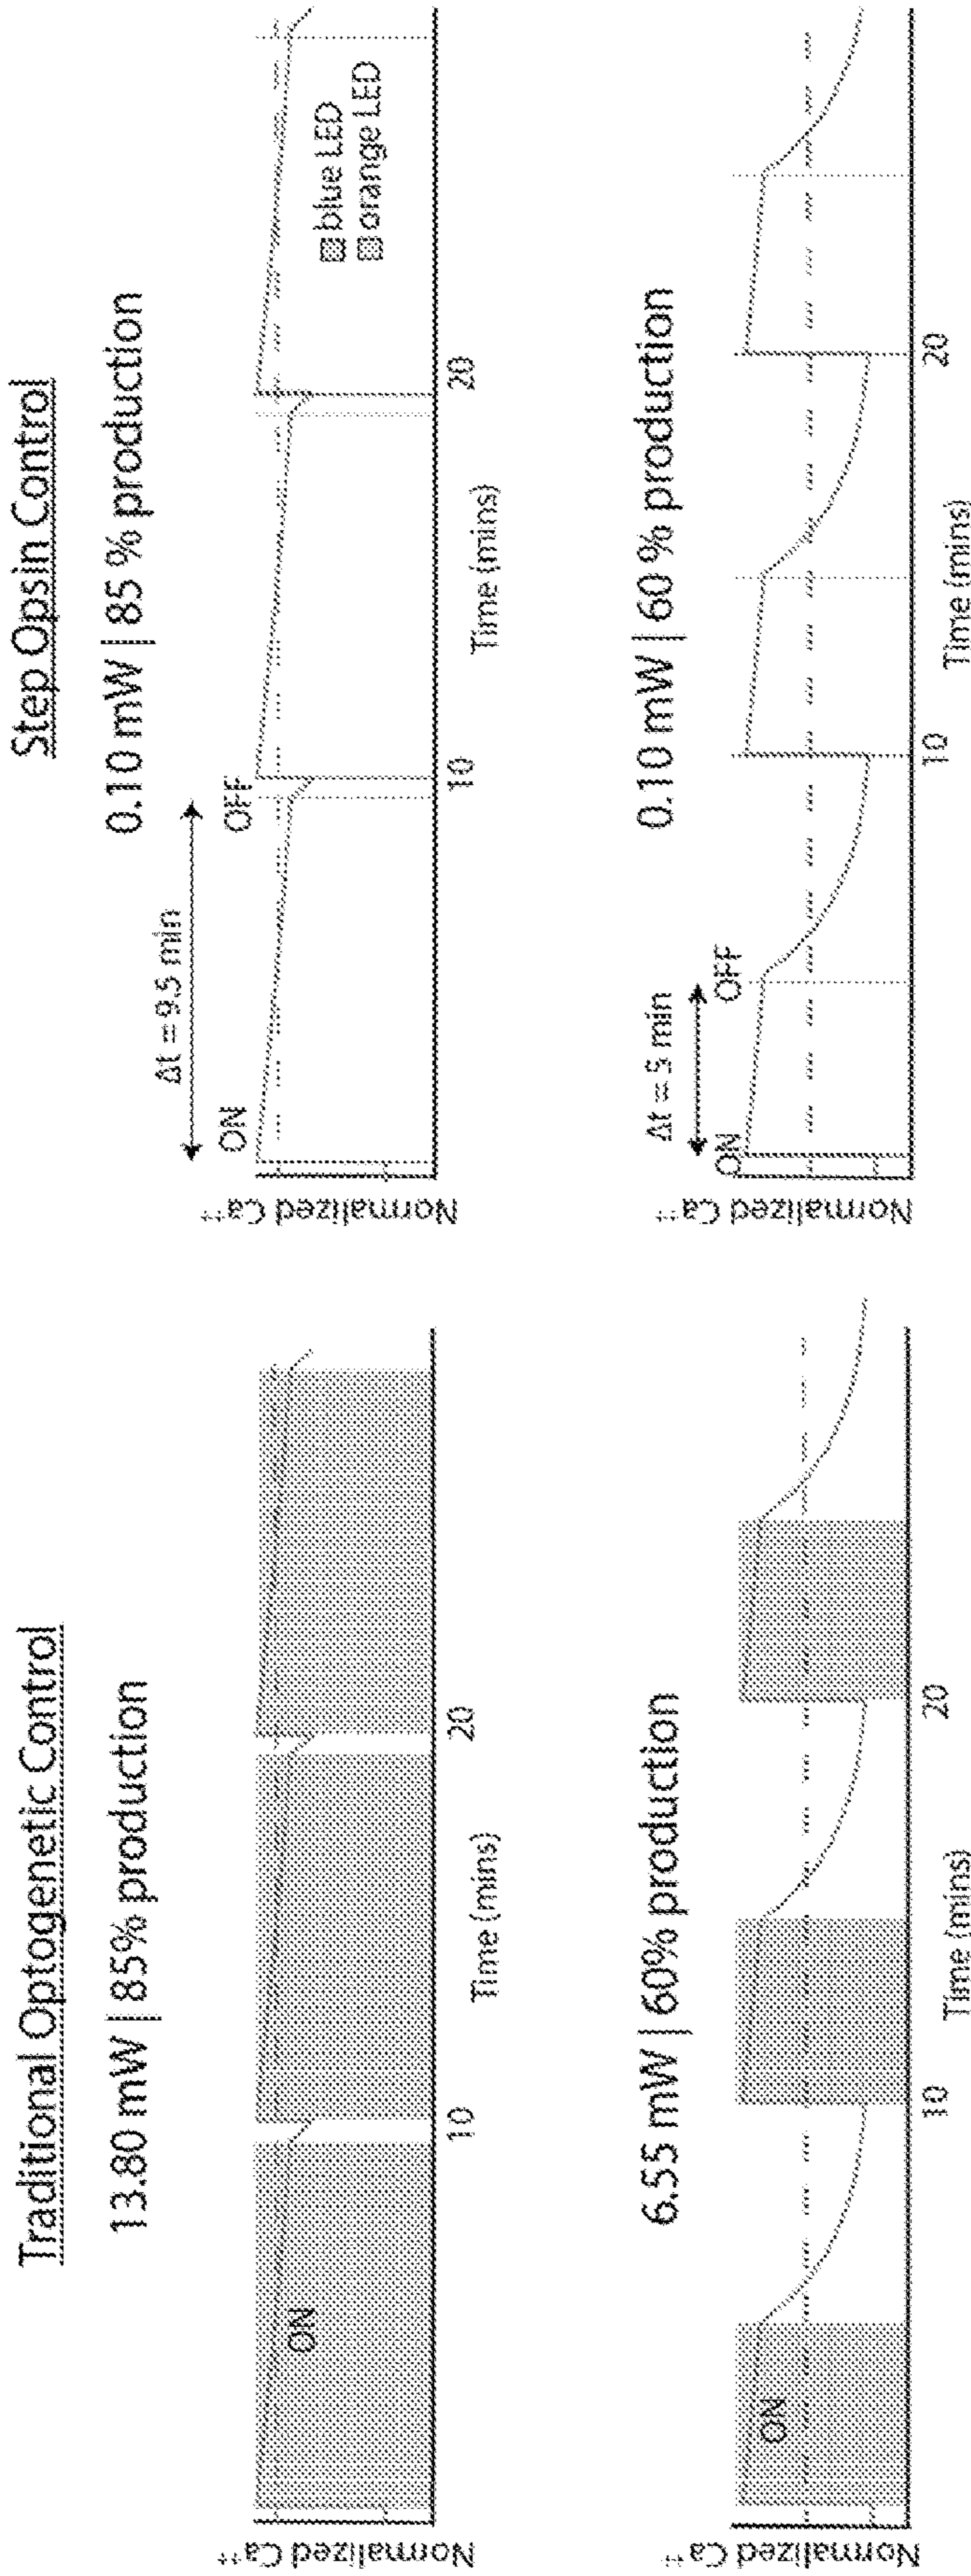 Traditional Optogenetic Control
13.80 mW | 85% production
Normalized Ca⁺⁺
ON
10
20
Time (mins)
6.55 mW | 60% production
Normalized Ca⁺⁺
ON
10
20
Time (mins)
Step Opsin Control
0.10 mW | 85 % production
Δt = 9.5 min
ON
OFF
Normalized Ca⁺⁺
blue LED
orange LED
10
20
Time (mins)
0.10 mW | 60 % production
Δt = 5 min
ON
OFF
Normalized Ca⁺⁺
10
20
Time (mins)